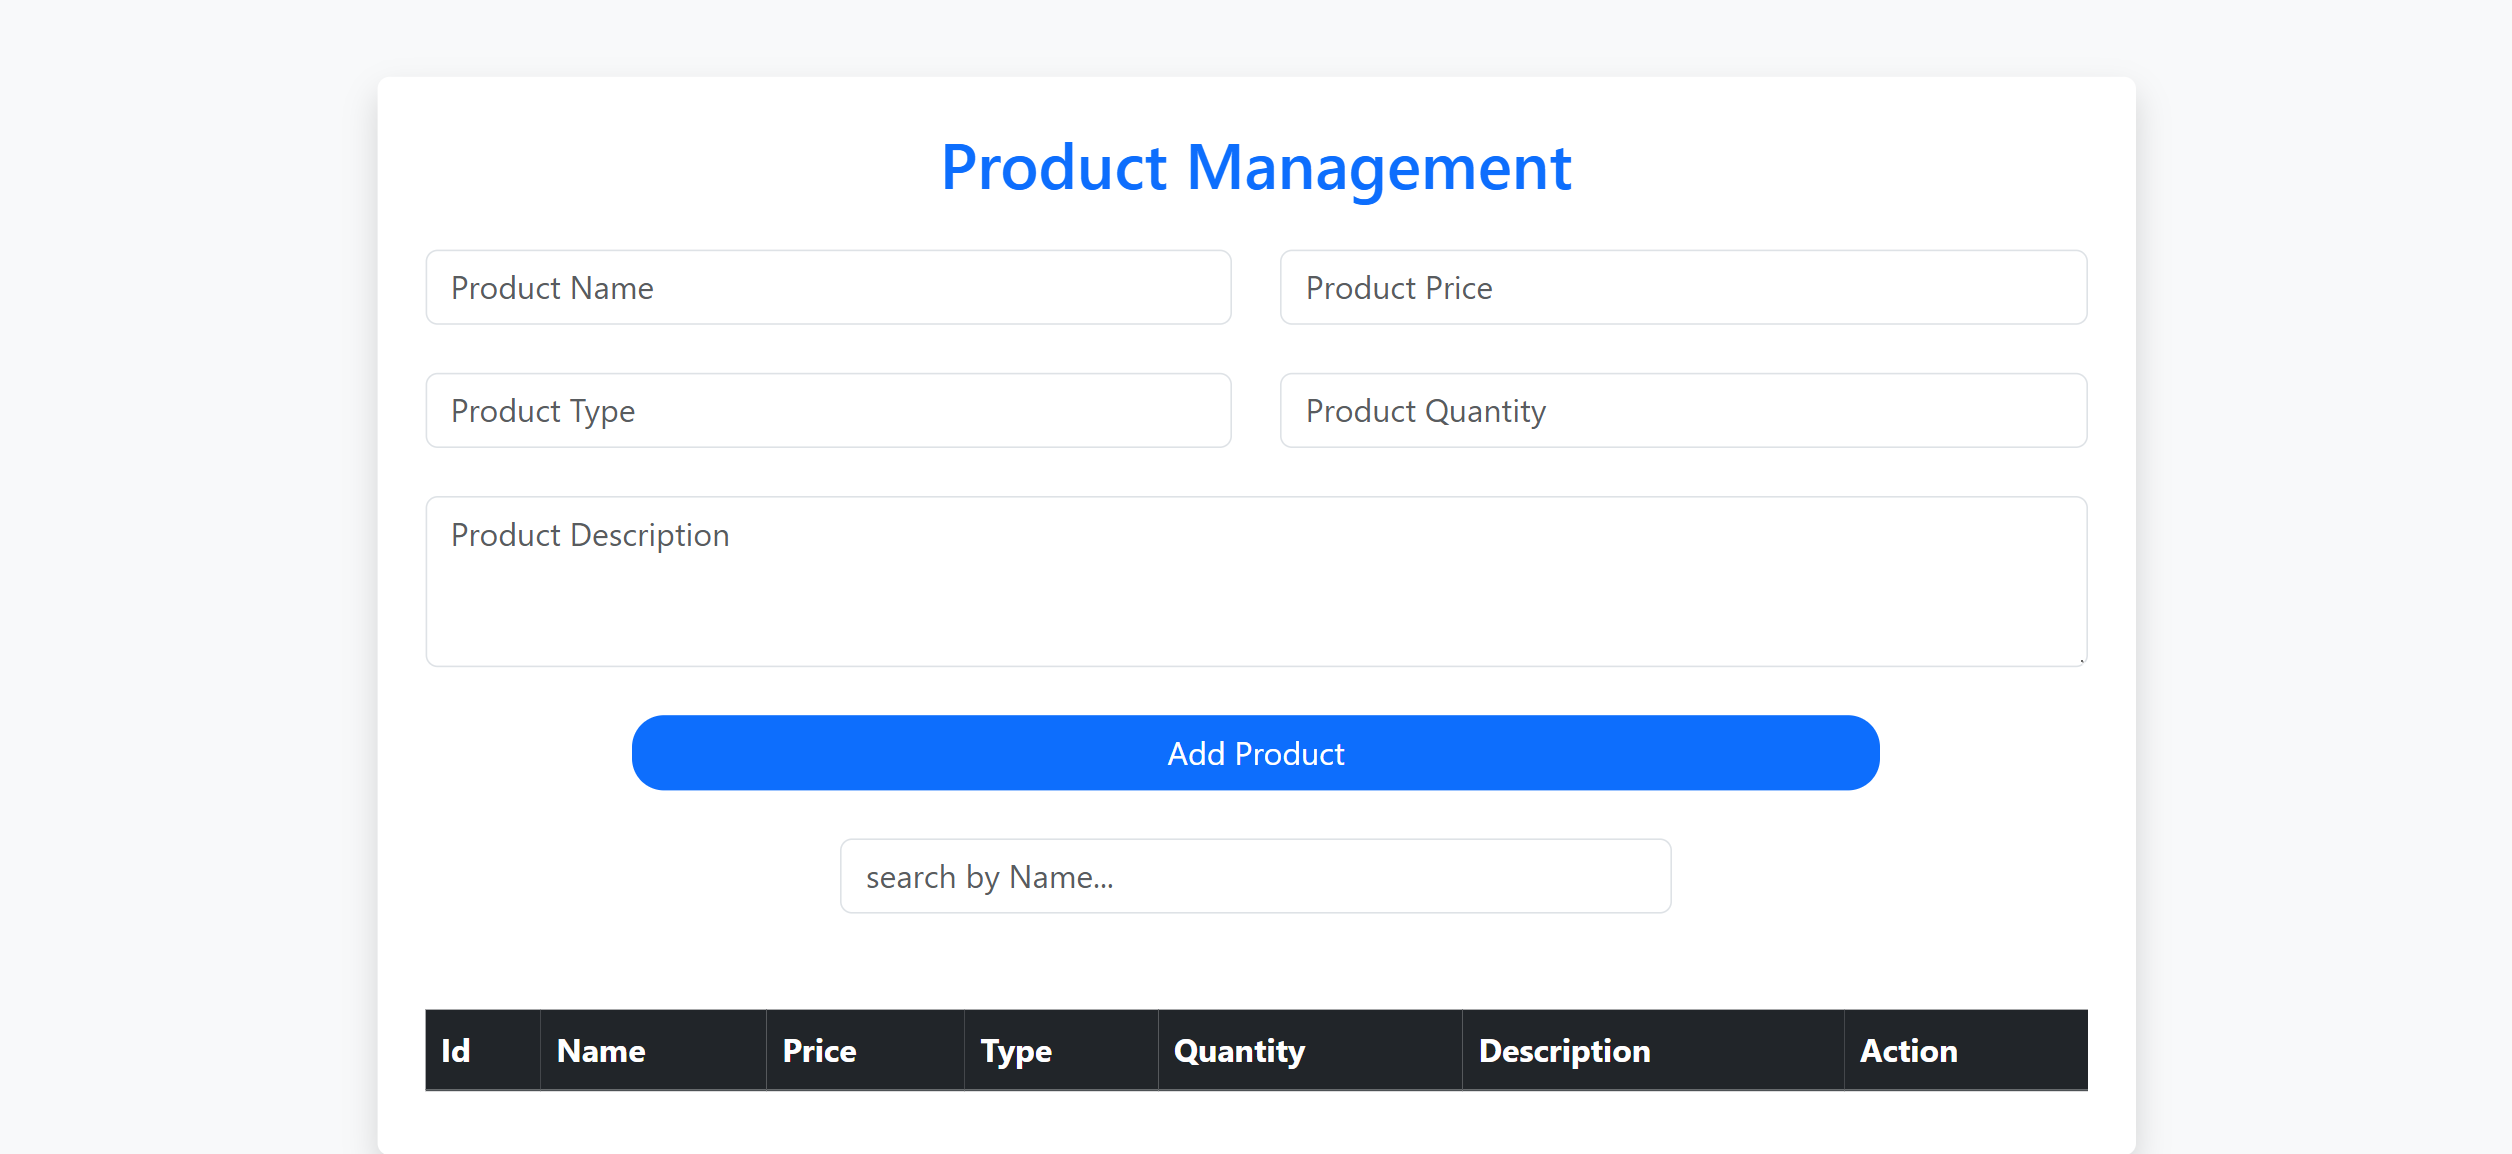 Product Management
Product Name
Product Price
Product Type
Product Quantity
Product Description
Add Product
search by Name...
Id Name Price Type Quantity Description Action